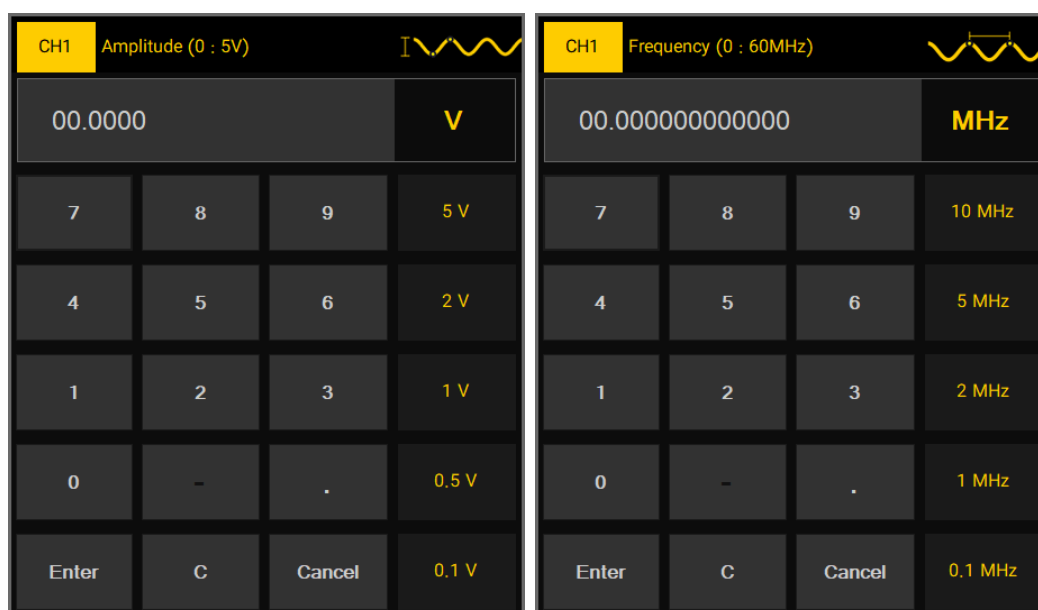 CH1 Amplitude (0 : 5V)
00.0000 V
7 8 9 5 V
4 5 6 2 V
1 2 3 1 V
0 - . 0.5 V
Enter C Cancel 0.1 V
CH1 Frequency (0 : 60MHz)
00.000000000000 MHz
7 8 9 10 MHz
4 5 6 5 MHz
1 2 3 2 MHz
0 - . 1 MHz
Enter C Cancel 0.1 MHz